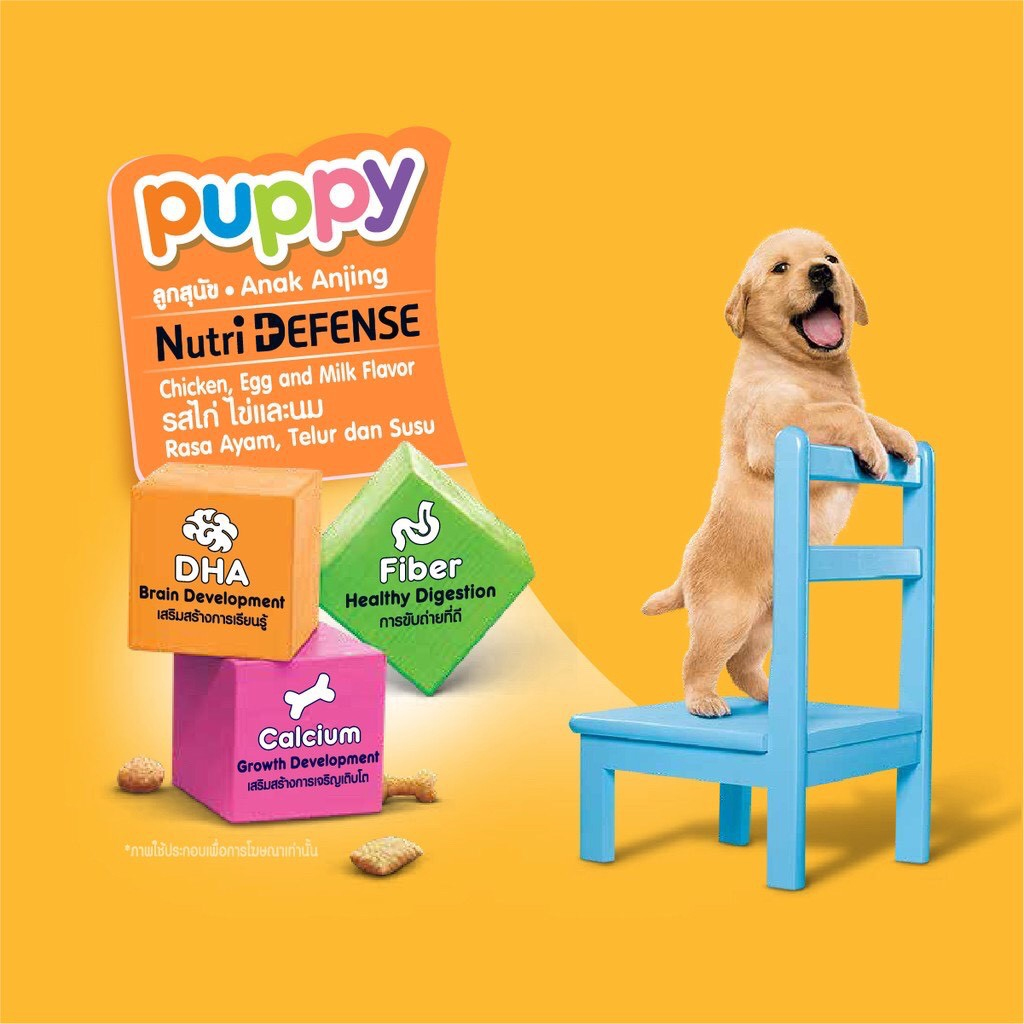 puppy
ลูกสุนัข • Anak Anjing
Nutri DEFENSE
Chicken, Egg and Milk Flavor
รสไก่ ไข่และนม
Rasa Ayam, Telur dan Susu
DHA
Brain Development
เสริมสร้างการเรียนรู้
Fiber
Healthy Digestion
การขับถ่ายที่ดี
Calcium
Growth Development
เสริมสร้างการเจริญเติบโต
*ภาพใช้ประกอบเพื่อการโฆษณาเท่านั้น